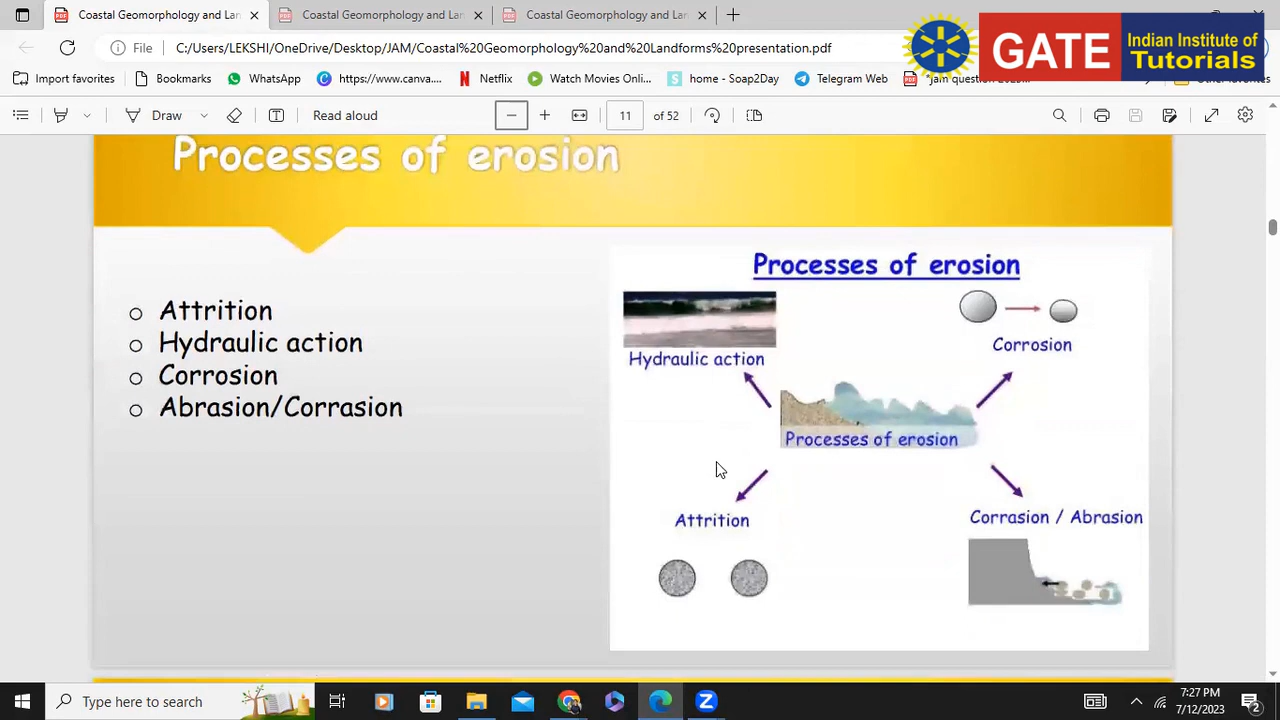 Coastal Geomorphology and Lan
Coastal Geomorphology and Lan
Coastal Geomorphology and Lan
File
C:/Users/LEKSHI/OneDrive/Desktop/JAM/Coastal%20Geomorphology%20and%20Landforms%20presentation.pdf
GATE
Indian Institute of
Tutorials
Import favorites
Bookmarks
WhatsApp
https://www.canva....
Netflix
Watch Movies Onli...
home - Soap2Day
Telegram Web
Draw
Read aloud
11 of 52
Processes of erosion
Attrition
Hydraulic action
Corrosion
Abrasion/Corrasion
Processes of erosion
Hydraulic action
Corrosion
Processes of erosion
Attrition
Corrasion / Abrasion
Type here to search
7:27 PM
7/12/2023
2